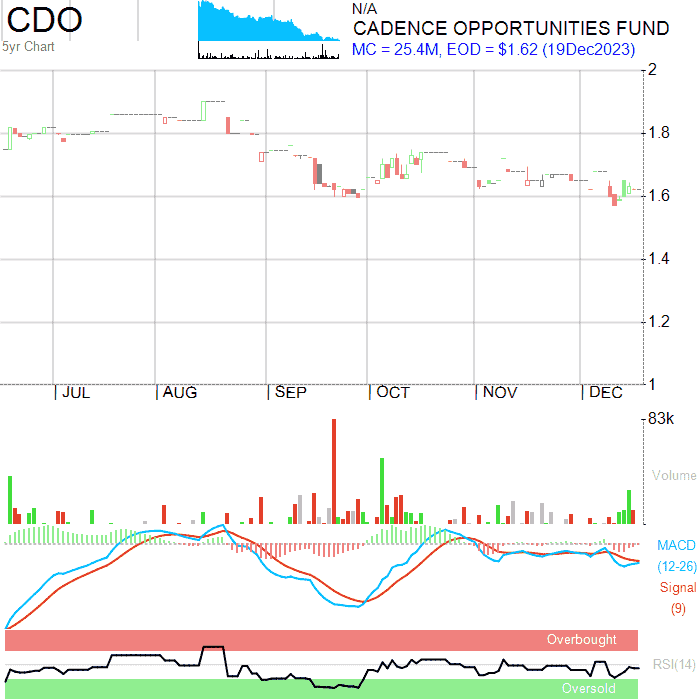 CDO
5yr Chart
N/A
CADENCE OPPORTUNITIES FUND
MC = 25.4M, EOD = $1.62 (19Dec2023)
2
1.8
1.6
1.4
1.2
1
JUL AUG SEP OCT NOV DEC
83k
Volume
MACD
(12-26)
Signal
(9)
Overbought
RSI(14)
Oversold